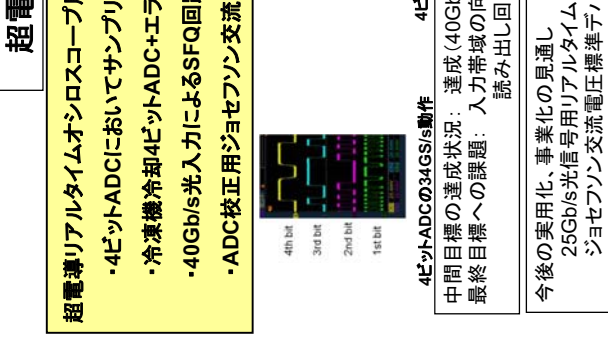 超電
超電導リアルタイムオシロスコープ
・4ビットADCにおいてサンプリ
・冷凍機冷却4ビットADC+エラ
・40Gb/s光入力によるSFQ回
・ADC校正用ジョセフソン交流
4th bit
3rd bit
2nd bit
1st bit
4ビットADCの34GS/s動作
4ビ
中間目標の達成状況： 達成(40Gb
最終目標への課題： 入力帯域の向
読み出し回
今後の実用化、事業化の見通し
25Gb/s光信号用リアルタイム
ジョセフソン交流電圧標準デバ